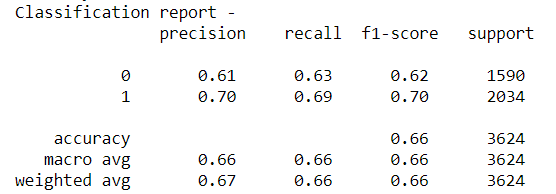 Classification report -
precision recall f1-score support
0 0.61 0.63 0.62 1590
1 0.70 0.69 0.70 2034
accuracy 0.66 3624
macro avg 0.66 0.66 0.66 3624
weighted avg 0.67 0.66 0.66 3624